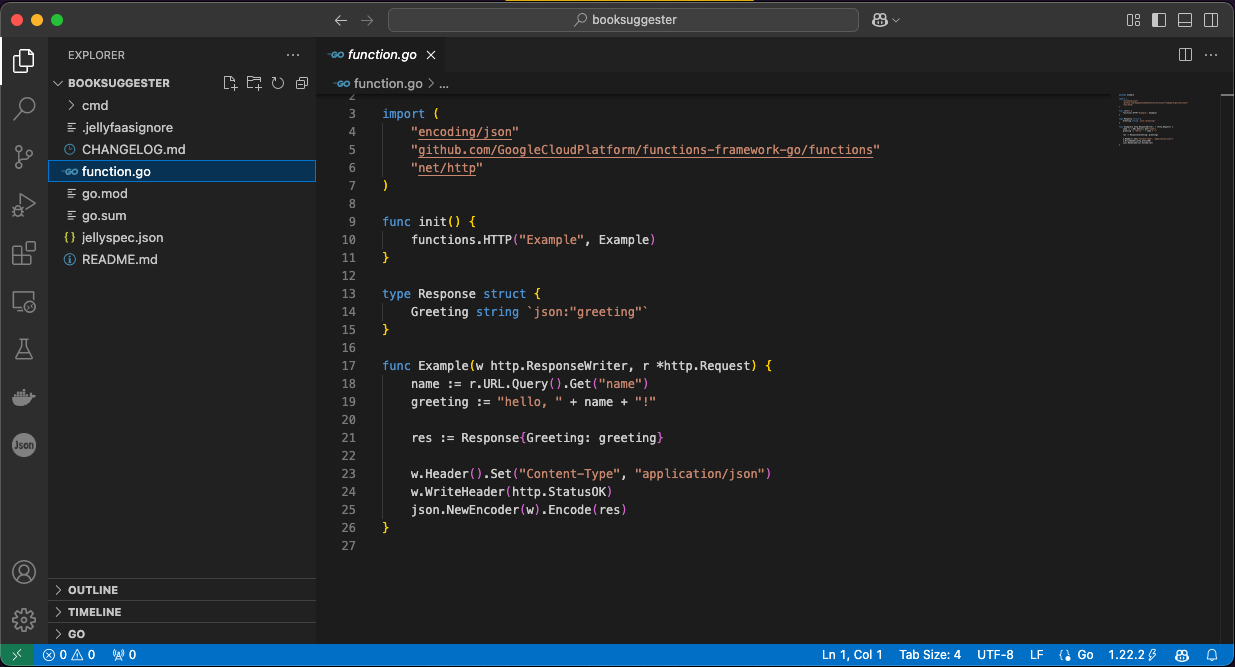 booksuggester
EXPLORER
function.go
BOOKSUGGESTER
function.go > ...
cmd
.jellyfaasignore
CHANGELOG.md
function.go
go.mod
go.sum
jellyspec.json
README.md
2
3 import (
4 "encoding/json"
5 "github.com/GoogleCloudPlatform/functions-framework-go/functions"
6 "net/http"
7 )
8
9 func init() {
10 functions.HTTP("Example", Example)
11 }
12
13 type Response struct {
14 Greeting string `json:"greeting"`
15 }
16
17 func Example(w http.ResponseWriter, r *http.Request) {
18 name := r.URL.Query().Get("name")
19 greeting := "hello, " + name + "!"
20
21 res := Response{Greeting: greeting}
22
23 w.Header().Set("Content-Type", "application/json")
24 w.WriteHeader(http.StatusOK)
25 json.NewEncoder(w).Encode(res)
26 }
27
Json
OUTLINE
TIMELINE
GO
0 0 0 Ln 1, Col 1 Tab Size: 4 UTF-8 LF {} Go 1.22.2